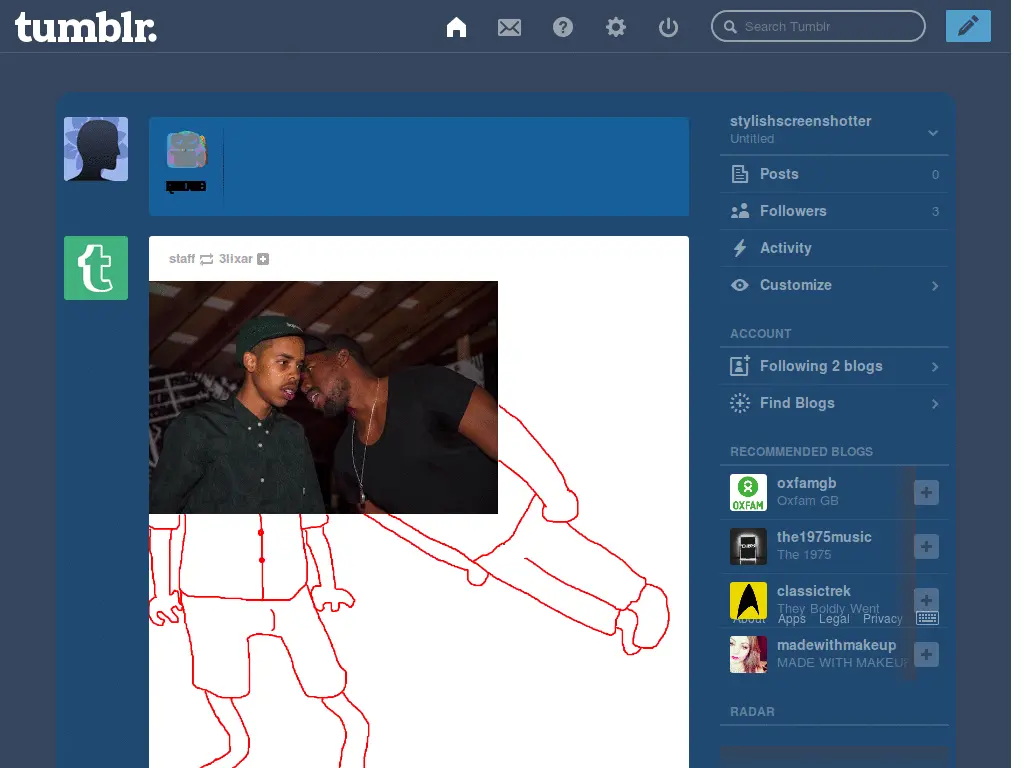 tumblr.
Search Tumblr
stylishscreenshotter
Untitled
Posts 0
Followers 3
Activity
Customize
ACCOUNT
Following 2 blogs
Find Blogs
RECOMMENDED BLOGS
oxfamgb
Oxfam GB
OXFAM
the1975music
The 1975
classictrek
They Boldly Went
About Apps Legal Privacy
madewithmakeup
MADE WITH MAKEU
RADAR
staff 3lixar